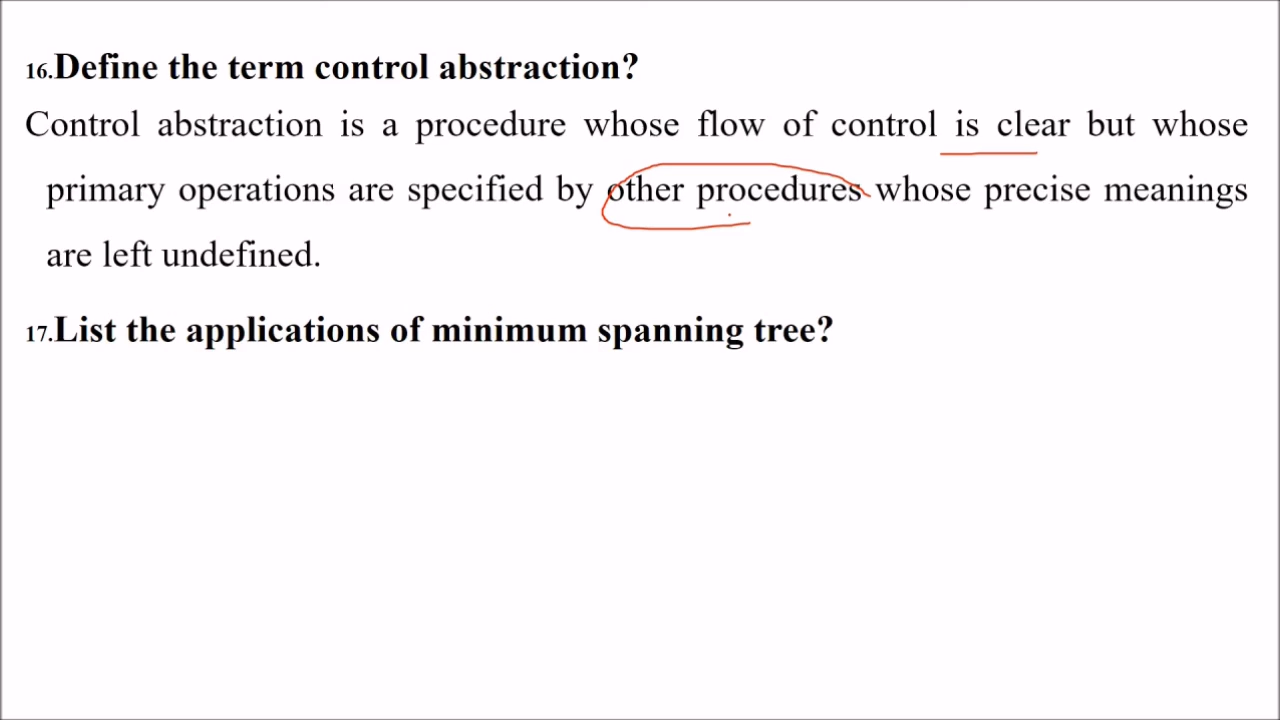 16.Define the term control abstraction?
Control abstraction is a procedure whose flow of control is clear but whose
primary operations are specified by other procedures whose precise meanings
are left undefined.
17.List the applications of minimum spanning tree?